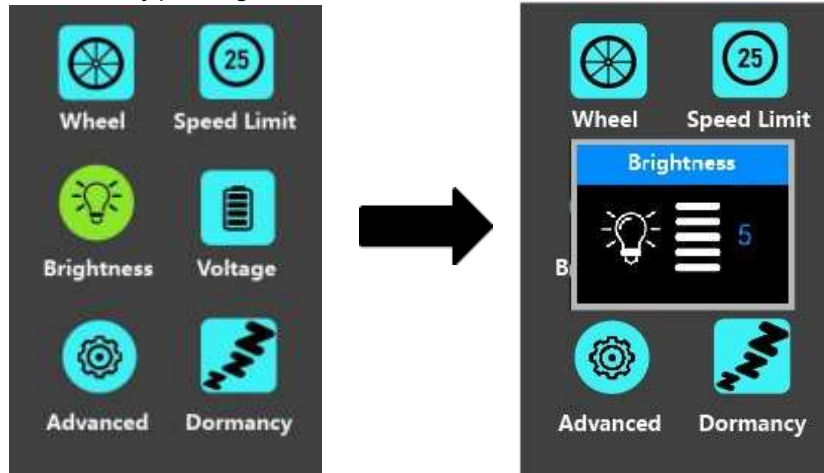 25
Wheel Speed Limit
Brightness Voltage
Advanced Dormancy
25
Wheel Speed Limit
Brightness
5
B
Advanced Dormancy